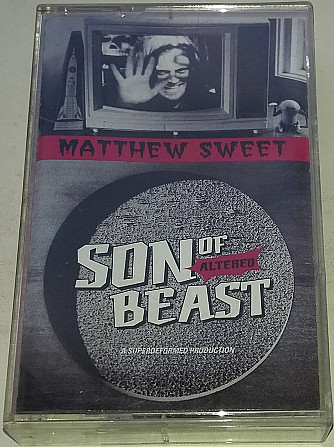 MATTHEW SWEET
SON OF
ALTERED
BEAST
A SUPERDEFORMED PRODUCTION